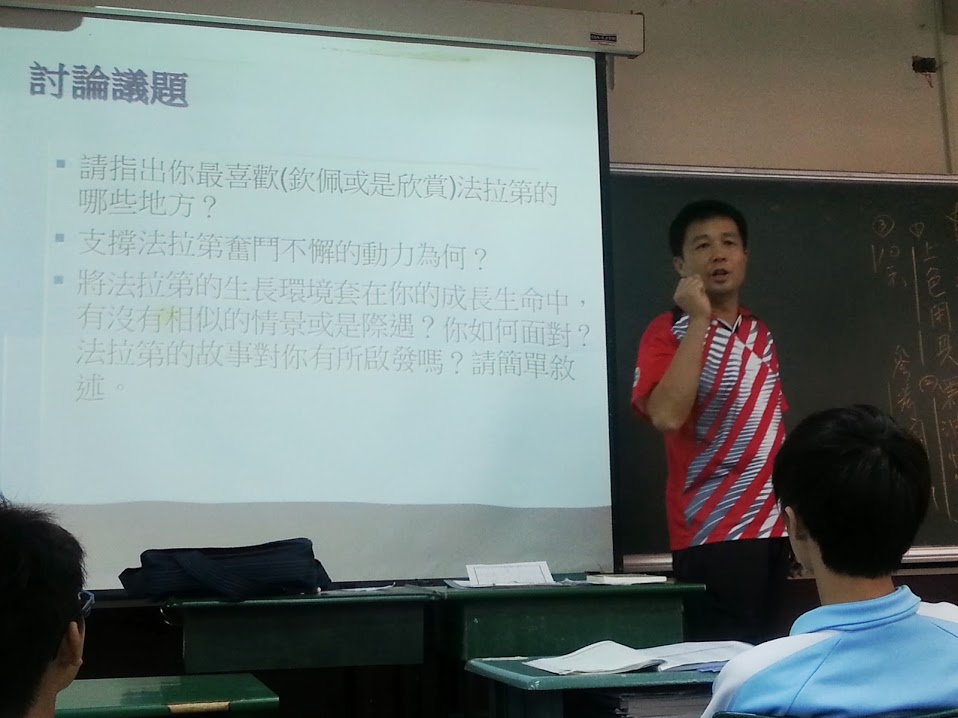 討論議題
請指出你最喜歡(欽佩或是欣賞)法拉第的
哪些地方？
支撐法拉第奮鬥不懈的動力為何？
將法拉第的生長環境套在你的成長生命中，
有沒有相似的情景或是際遇？你如何面對？
法拉第的故事對你有所啟發嗎？請簡單敘
述。
上色用具